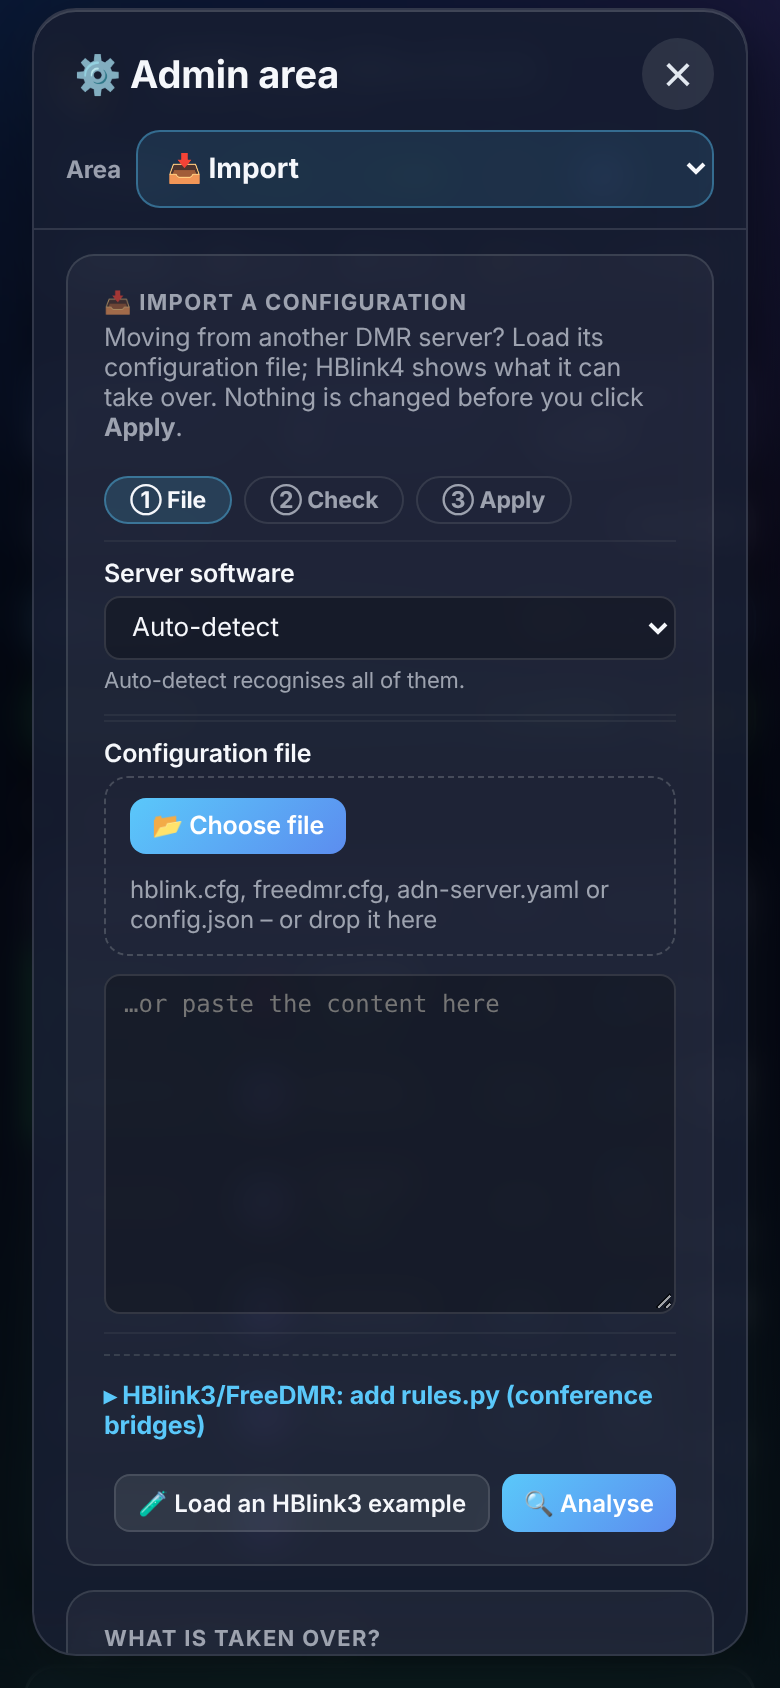 ⚙️ Admin area
Area
📥 Import
📥 IMPORT A CONFIGURATION
Moving from another DMR server? Load its
configuration file; HBlink4 shows what it can
take over. Nothing is changed before you click
Apply.
① File
② Check
③ Apply
Server software
Auto-detect
Auto-detect recognises all of them.
Configuration file
📂 Choose file
hblink.cfg, freedmr.cfg, adn-server.yaml or
config.json – or drop it here
…or paste the content here
▸ HBlink3/FreeDMR: add rules.py (conference
bridges)
🧪 Load an HBlink3 example
🔍 Analyse
WHAT IS TAKEN OVER?